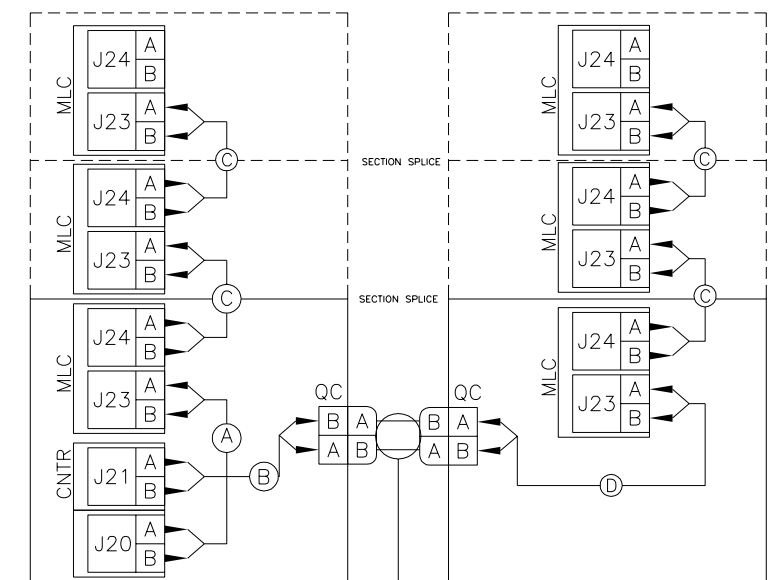 J24 A B
MLC
J23 A B
C
SECTION SPLICE
J24 A B
MLC
J23 A B
C
SECTION SPLICE
J24 A B
MLC
J23 A B
A
CNTR
J21 A B
B
J20 A B
QC
B A
A B
QC
B A
A B
J24 A B
MLC
J23 A B
C
J24 A B
MLC
J23 A B
C
J24 A B
MLC
J23 A B
D